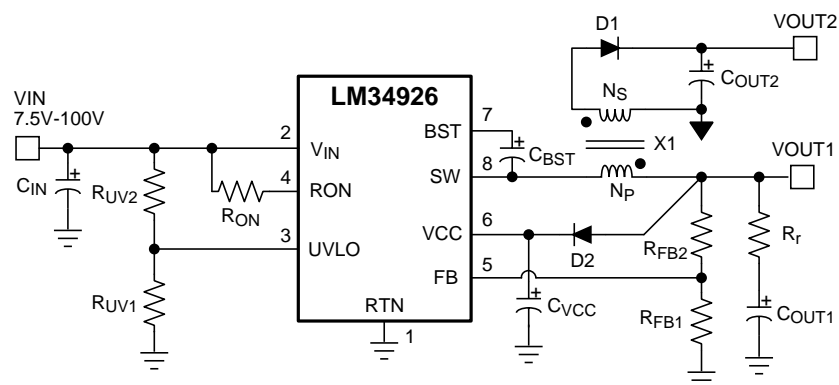 D1
VOUT2
+
COUT2
NS
LM34926
VIN
7.5V-100V
7
BST
+
CBST
X1
VOUT1
2
VIN
8
SW
NP
+
CIN
RUV2
4
RON
RON
6
VCC
D2
RFB2
Rr
3
UVLO
5
FB
RUV1
+
CVCC
RFB1
+
COUT1
RTN
1